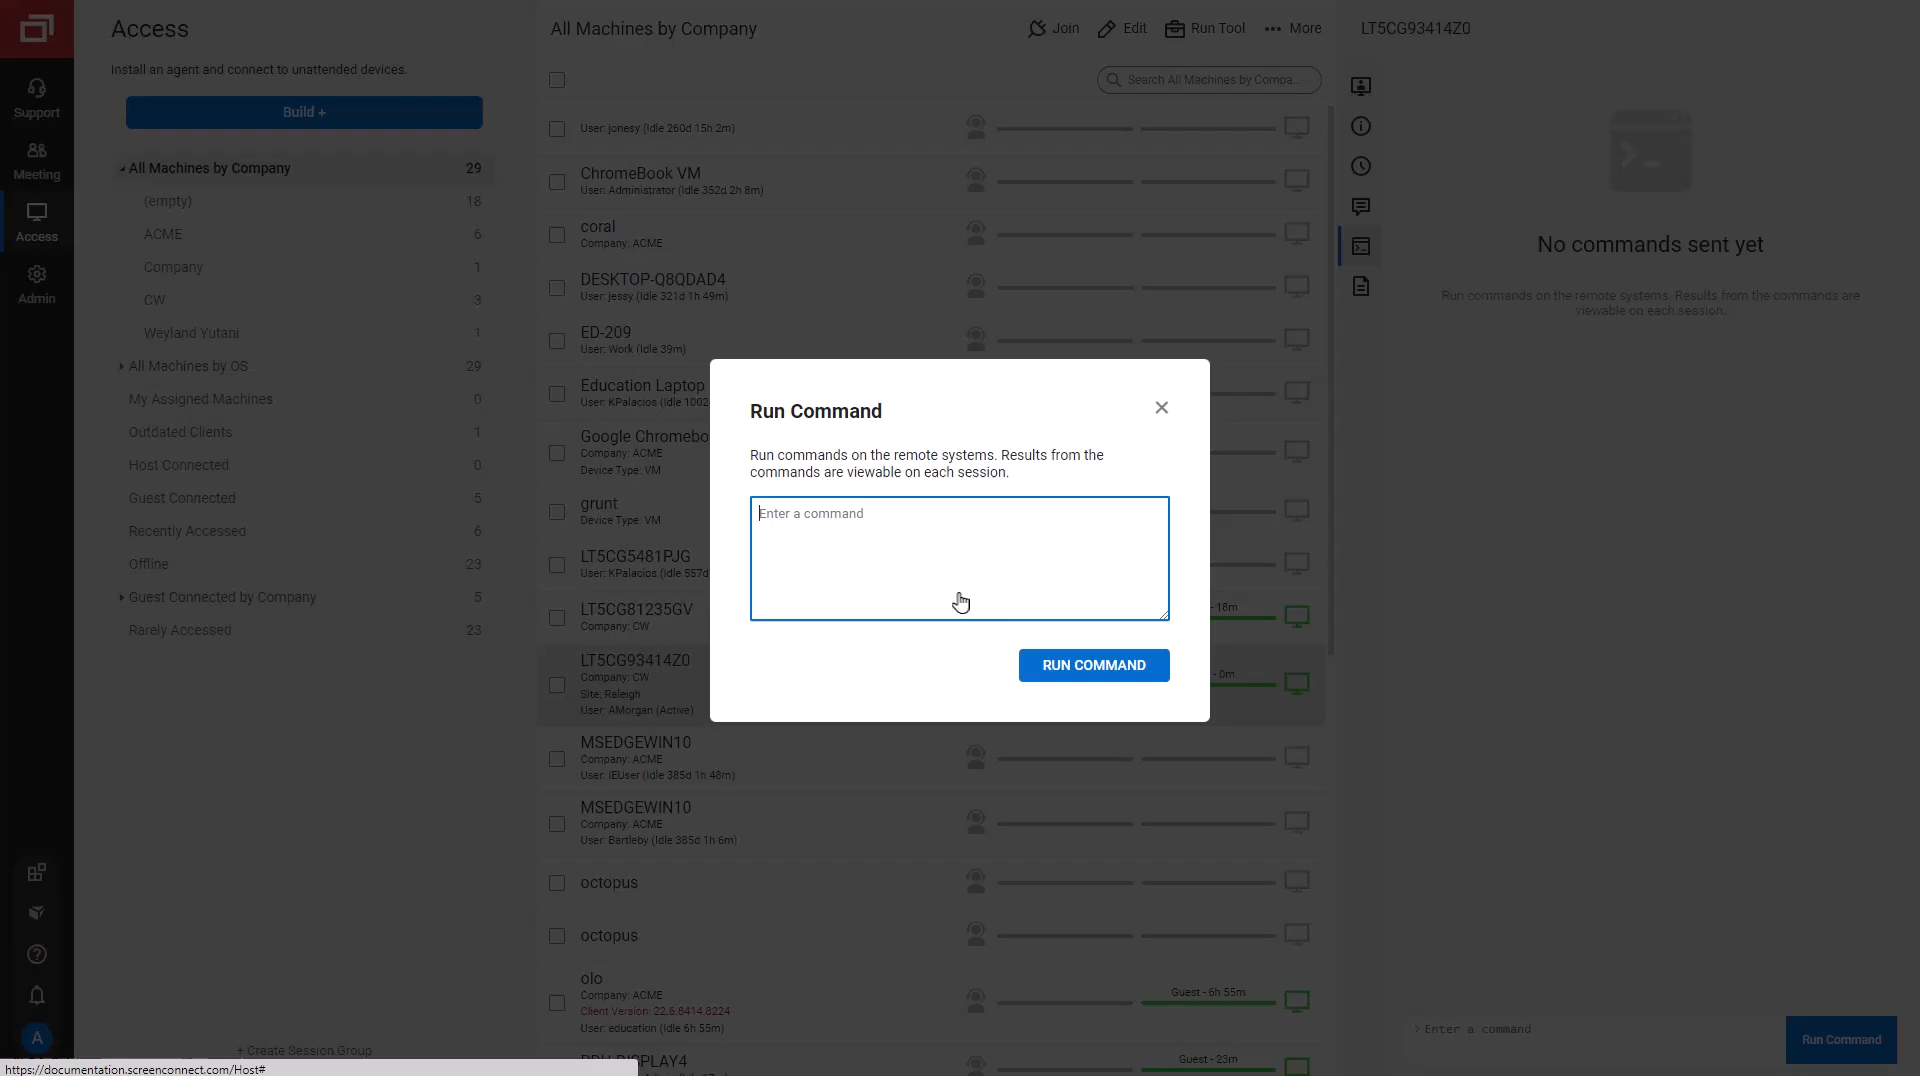 Support
Meeting
Access
Admin
A
Access
Install an agent and connect to unattended devices.
Build +
All Machines by Company 29
(empty) 18
ACME 6
Company 1
CW 3
Weyland Yutani 1
All Machines by OS 29
My Assigned Machines 0
Outdated Clients 1
Host Connected 0
Guest Connected 5
Recently Accessed 6
Offline 23
Guest Connected by Company 5
Rarely Accessed 23
+ Create Session Group
https://documentation.screenconnect.com/Host#
All Machines by Company
Join
Edit
Run Tool
More
Search All Machines by Compa...
User: jonesy (Idle 260d 15h 2m)
ChromeBook VM
User: Administrator (Idle 352d 2h 8m)
coral
Company: ACME
DESKTOP-Q8QDAD4
User: jessy (Idle 321d 1h 49m)
ED-209
User: Work (Idle 39m)
Education Laptop
User: KPalacios (Idle 1002
Google Chromebo
Company: ACME
Device Type: VM
grunt
Device Type: VM
LT5CG5481PJG
User: KPalacios (Idle 557d
LT5CG81235GV
Company: CW
- 18m
LT5CG93414Z0
Company: CW
Site: Raleigh
User: AMorgan (Active)
- 0m
MSEDGEWIN10
Company: ACME
User: IEUser (Idle 385d 1h 48m)
MSEDGEWIN10
Company: ACME
User: Bartleby (Idle 385d 1h 6m)
octopus
octopus
olo
Company: ACME
Client Version: 22.6.8414.8224
User: education (Idle 6h 55m)
Guest - 6h 55m
Guest - 23m
Run Command
Run commands on the remote systems. Results from the
commands are viewable on each session.
Enter a command
RUN COMMAND
LT5CG93414Z0
No commands sent yet
Run commands on the remote systems. Results from the commands are
viewable on each session.
> Enter a command
Run Command